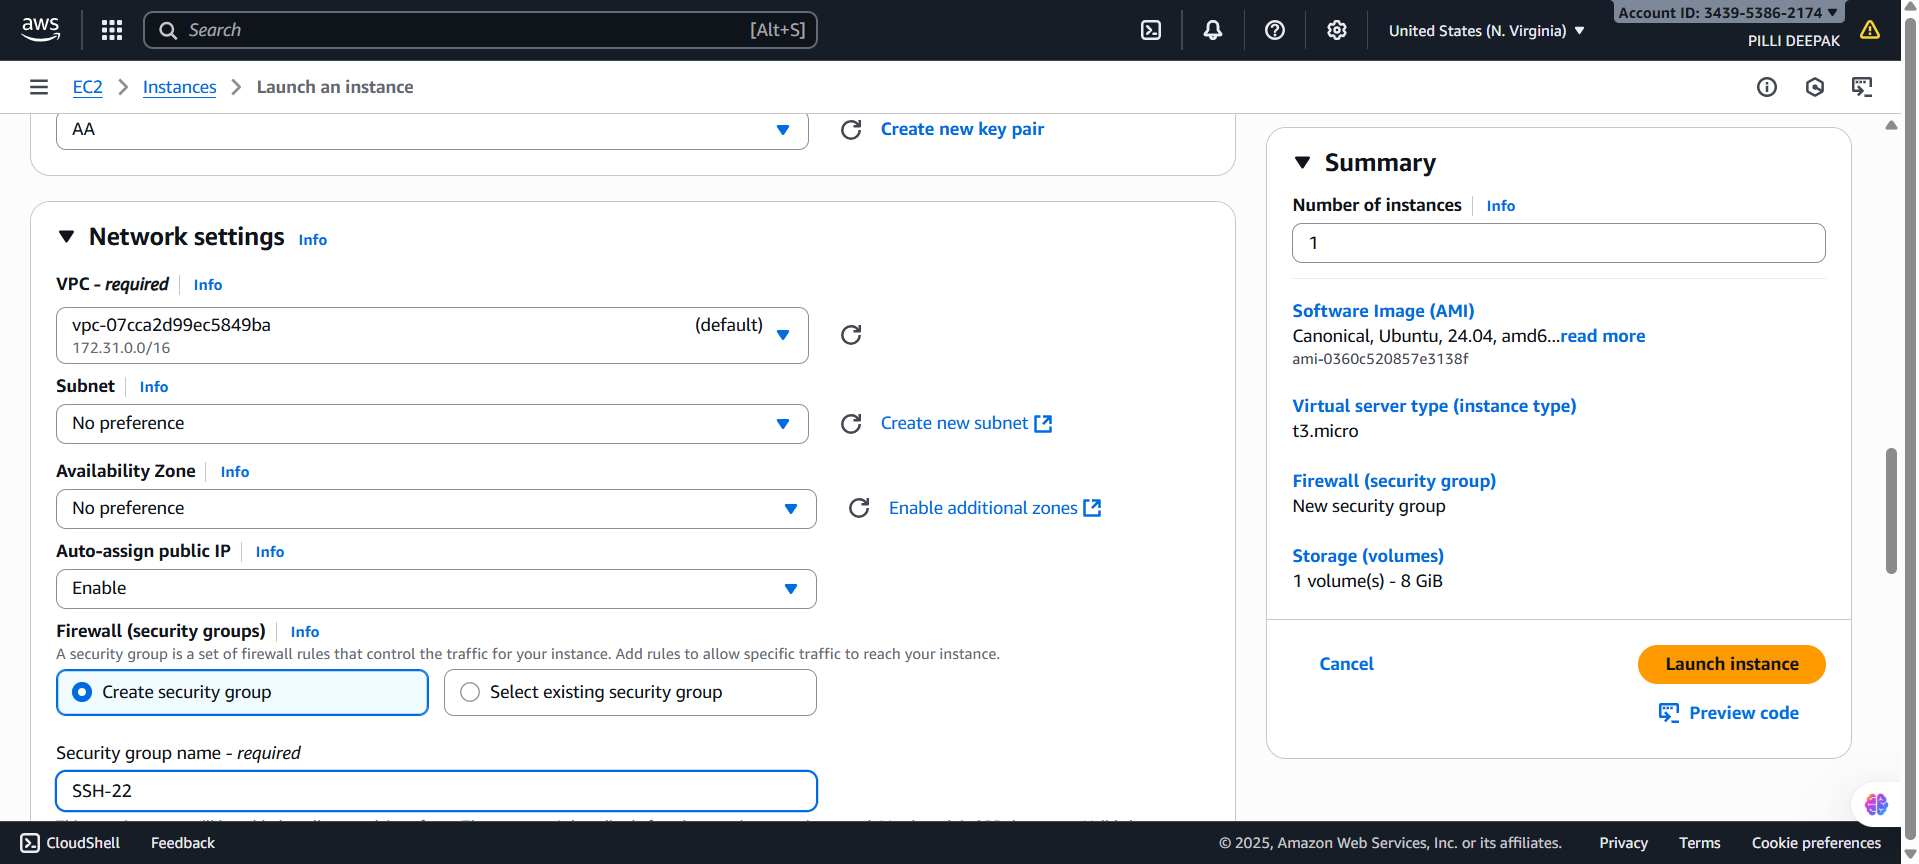 aws
Search [Alt+S]
United States (N. Virginia)
Account ID: 3439-5386-2174
PILLI DEEPAK
EC2 Instances Launch an instance
AA
Create new key pair
Network settings Info
VPC - required Info
vpc-07cca2d99ec5849ba (default)
172.31.0.0/16
Subnet Info
No preference
Create new subnet
Availability Zone Info
No preference
Enable additional zones
Auto-assign public IP Info
Enable
Firewall (security groups) Info
A security group is a set of firewall rules that control the traffic for your instance. Add rules to allow specific traffic to reach your instance.
Create security group
Select existing security group
Security group name - required
SSH-22
Summary
Number of instances Info
1
Software Image (AMI)
Canonical, Ubuntu, 24.04, amd6...read more
ami-0360c520857e3138f
Virtual server type (instance type)
t3.micro
Firewall (security group)
New security group
Storage (volumes)
1 volume(s) - 8 GiB
Cancel
Launch instance
Preview code
CloudShell Feedback
© 2025, Amazon Web Services, Inc. or its affiliates. Privacy Terms Cookie preferences